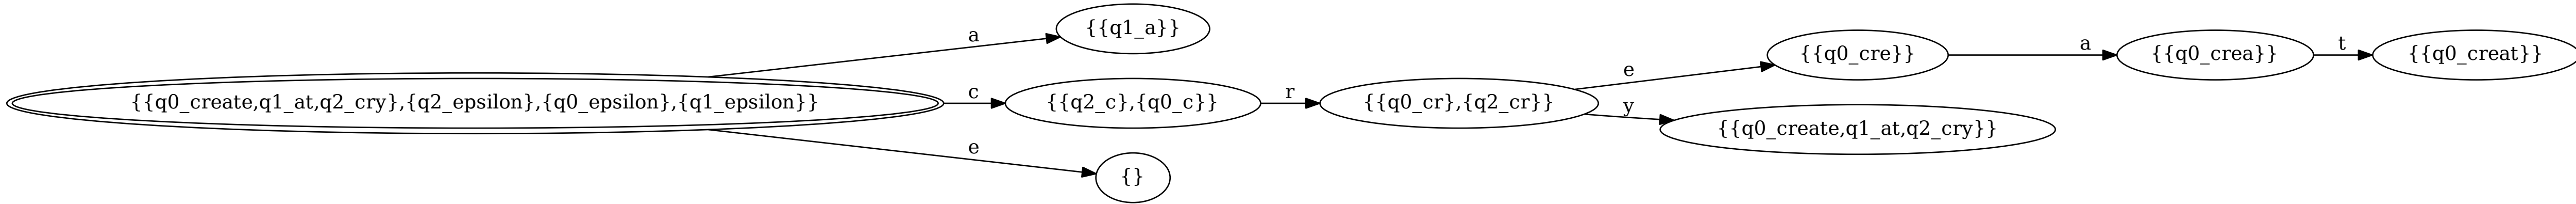 {{q0_create,q1_at,q2_cry},{q2_epsilon},{q0_epsilon},{q1_epsilon}}
a
{{q1_a}}
c
{{q2_c},{q0_c}}
r
{{q0_cr},{q2_cr}}
e
{{q0_cre}}
a
{{q0_crea}}
t
{{q0_creat}}
y
{{q0_create,q1_at,q2_cry}}
e
{}